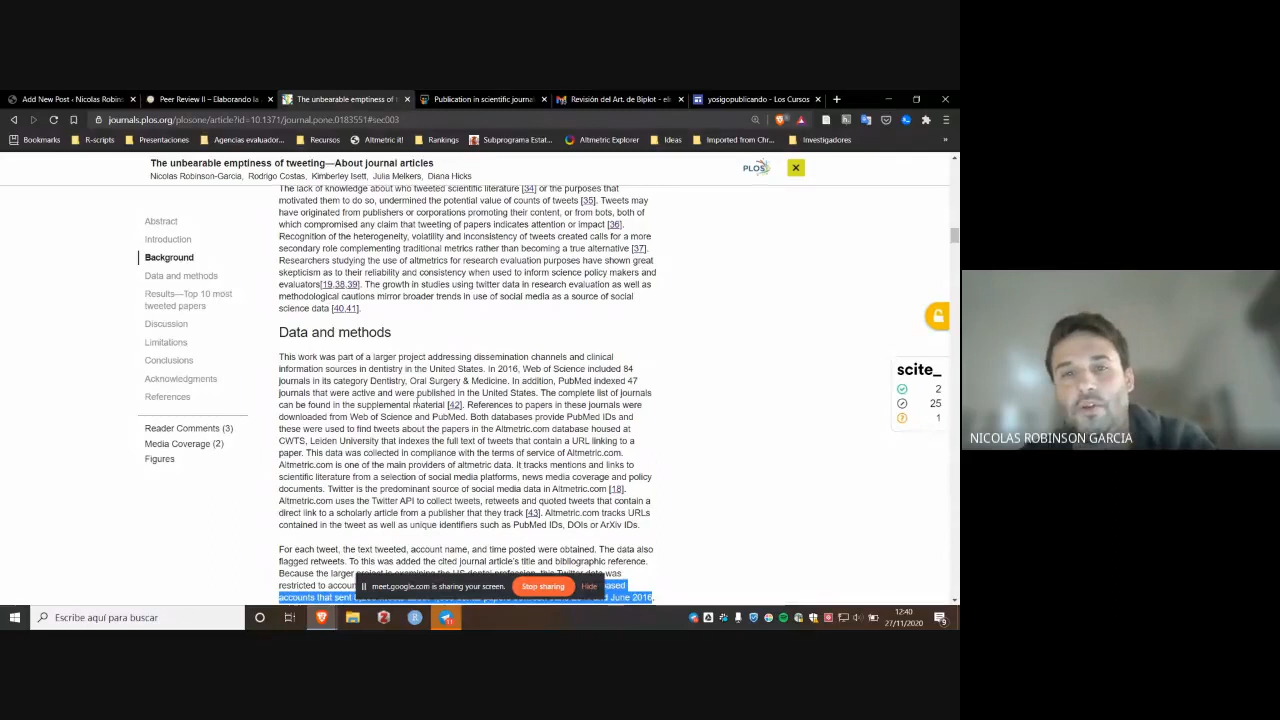 Add New Post ‹ Nicolas Robins
Peer Review II – Elaborando la
The unbearable emptiness of t
Publication in scientific journa
Revisión del Art. de Biplot - el
yosigopublicando - Los Cursos
journals.plos.org/plosone/article?id=10.1371/journal.pone.0183551#sec003
Bookmarks
R-scripts
Presentaciones
Agencias evaluador...
Recursos
Altmetric it!
Rankings
Subprograma Estat...
Altmetric Explorer
Ideas
Imported from Chr...
Investigadores
The unbearable emptiness of tweeting—About journal articles
Nicolas Robinson-Garcia, Rodrigo Costas, Kimberley Isett, Julia Melkers, Diana Hicks
PLOS
Abstract
Introduction
Background
Data and methods
Results—Top 10 most
tweeted papers
Discussion
Limitations
Conclusions
Acknowledgments
References
Reader Comments (3)
Media Coverage (2)
Figures
The lack of knowledge about who tweeted scientific literature [34] or the purposes that
motivated them to do so, undermined the potential value of counts of tweets [35]. Tweets may
have originated from publishers or corporations promoting their content, or from bots, both of
which compromised any claim that tweeting of papers indicates attention or impact [36].
Recognition of the heterogeneity, volatility and inconsistency of tweets created calls for a more
secondary role complementing traditional metrics rather than becoming a true alternative [37].
Researchers studying the use of altmetrics for research evaluation purposes have shown great
skepticism as to their reliability and consistency when used to inform science policy makers and
evaluators[19,38,39]. The growth in studies using twitter data in research evaluation as well as
methodological cautions mirror broader trends in use of social media as a source of social
science data [40,41].
Data and methods
This work was part of a larger project addressing dissemination channels and clinical
information sources in dentistry in the United States. In 2016, Web of Science included 84
journals in its category Dentistry, Oral Surgery & Medicine. In addition, PubMed indexed 47
journals that were active and were published in the United States. The complete list of journals
can be found in the supplemental material [42]. References to papers in these journals were
downloaded from Web of Science and PubMed. Both databases provide PubMed IDs and
these were used to find tweets about the papers in the Altmetric.com database housed at
CWTS, Leiden University that indexes the full text of tweets that contain a URL linking to a
paper. This data was collected in compliance with the terms of service of Altmetric.com.
Altmetric.com is one of the main providers of altmetric data. It tracks mentions and links to
scientific literature from a selection of social media platforms, news media coverage and policy
documents. Twitter is the predominant source of social media data in Altmetric.com [18].
Altmetric.com uses the Twitter API to collect tweets, retweets and quoted tweets that contain a
direct link to a scholarly article from a publisher that they track [43]. Altmetric.com tracks URLs
contained in the tweet as well as unique identifiers such as PubMed IDs, DOIs or ArXiv IDs.
For each tweet, the text tweeted, account name, and time posted were obtained. The data also
flagged retweets. To this was added the cited journal article's title and bibliographic reference.
Because the larger project is examining the US dental profession, this Twitter data was
restricted to accoun
ased
accounts that sent
d June 2016
meet.google.com is sharing your screen.
Stop sharing
Hide
scite_
2
25
1
NICOLAS ROBINSON GARCIA
Escribe aquí para buscar
12:40
27/11/2020